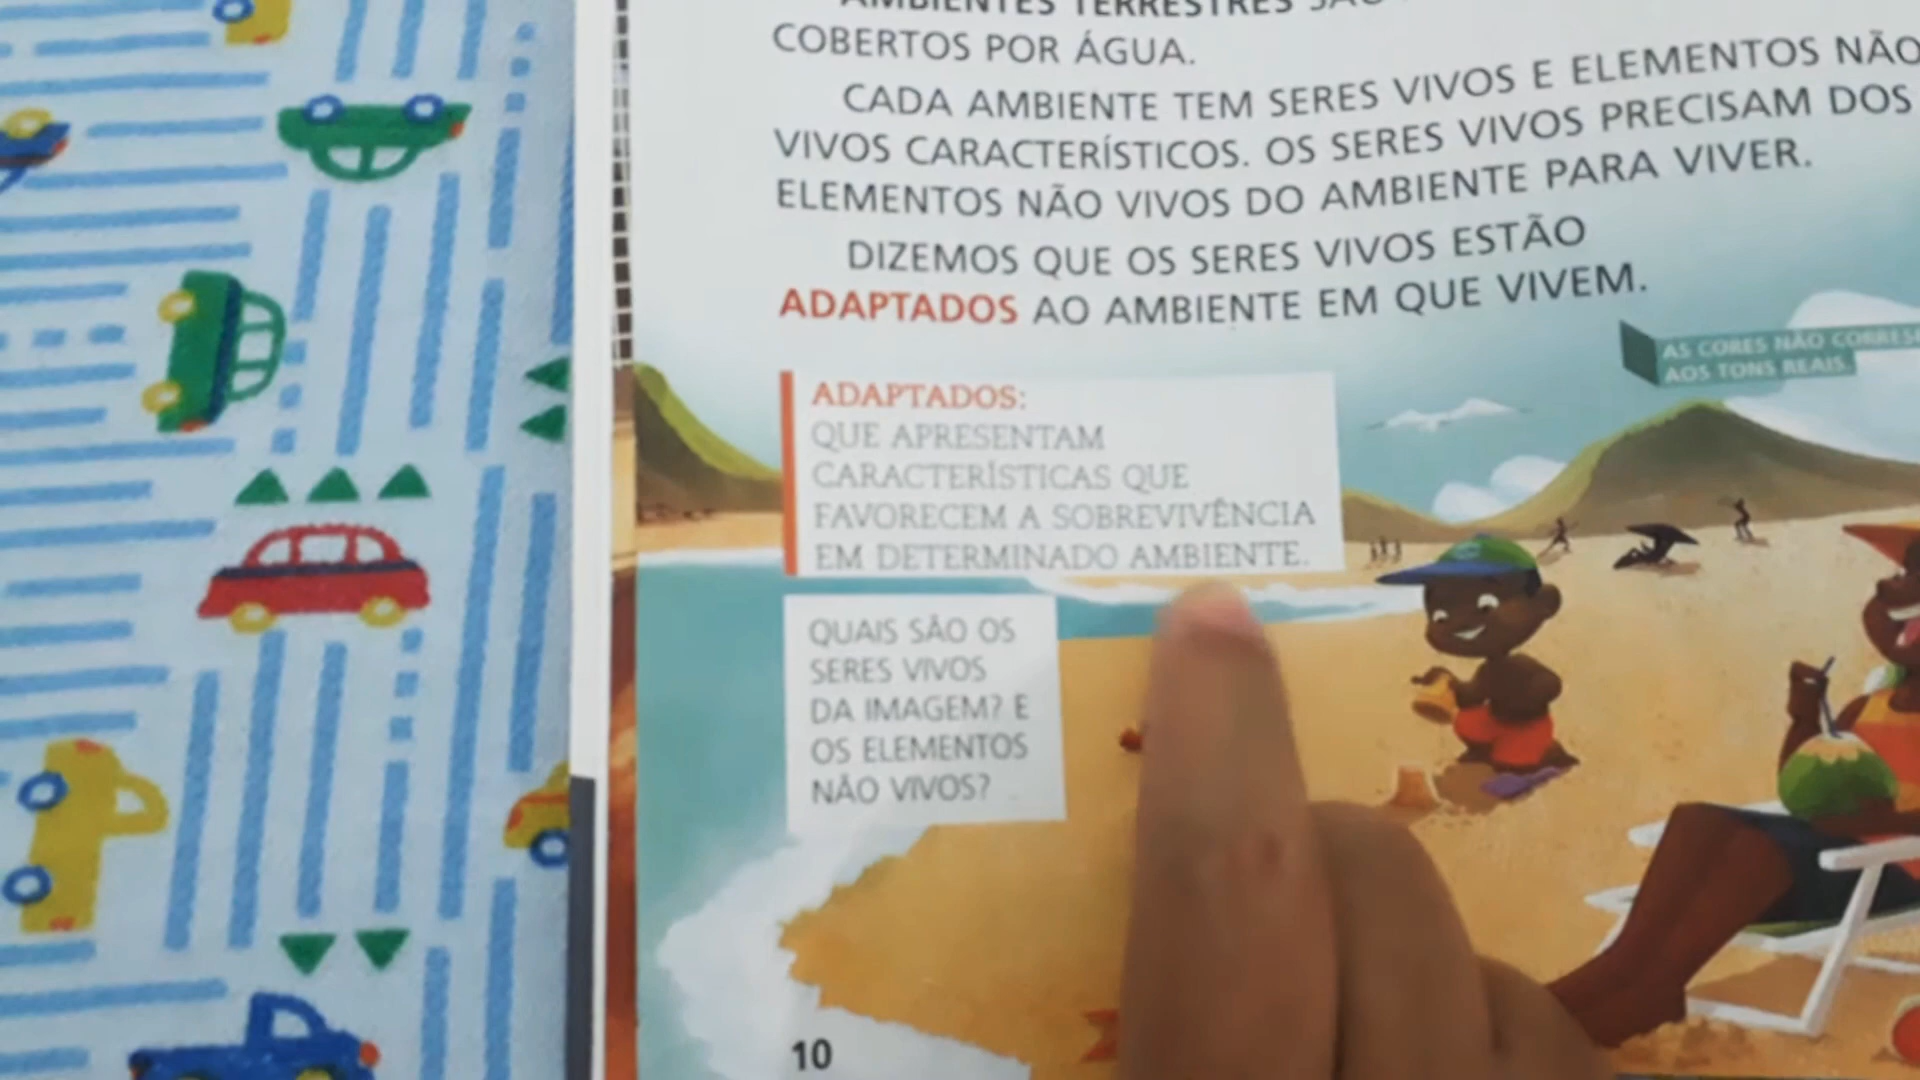 AMBIENTES TERRESTRES SÃO
COBERTOS POR ÁGUA.
CADA AMBIENTE TEM SERES VIVOS E ELEMENTOS NÃO
VIVOS CARACTERÍSTICOS. OS SERES VIVOS PRECISAM DOS
ELEMENTOS NÃO VIVOS DO AMBIENTE PARA VIVER.
DIZEMOS QUE OS SERES VIVOS ESTÃO
ADAPTADOS AO AMBIENTE EM QUE VIVEM.
AS CORES NÃO
AOS TONS REAIS.
ADAPTADOS:
QUE APRESENTAM
CARACTERÍSTICAS QUE
FAVORECEM A SOBREVIVÊNCIA
EM DETERMINADO AMBIENTE.
QUAIS SÃO OS
SERES VIVOS
DA IMAGEM? E
OS ELEMENTOS
NÃO VIVOS?
10